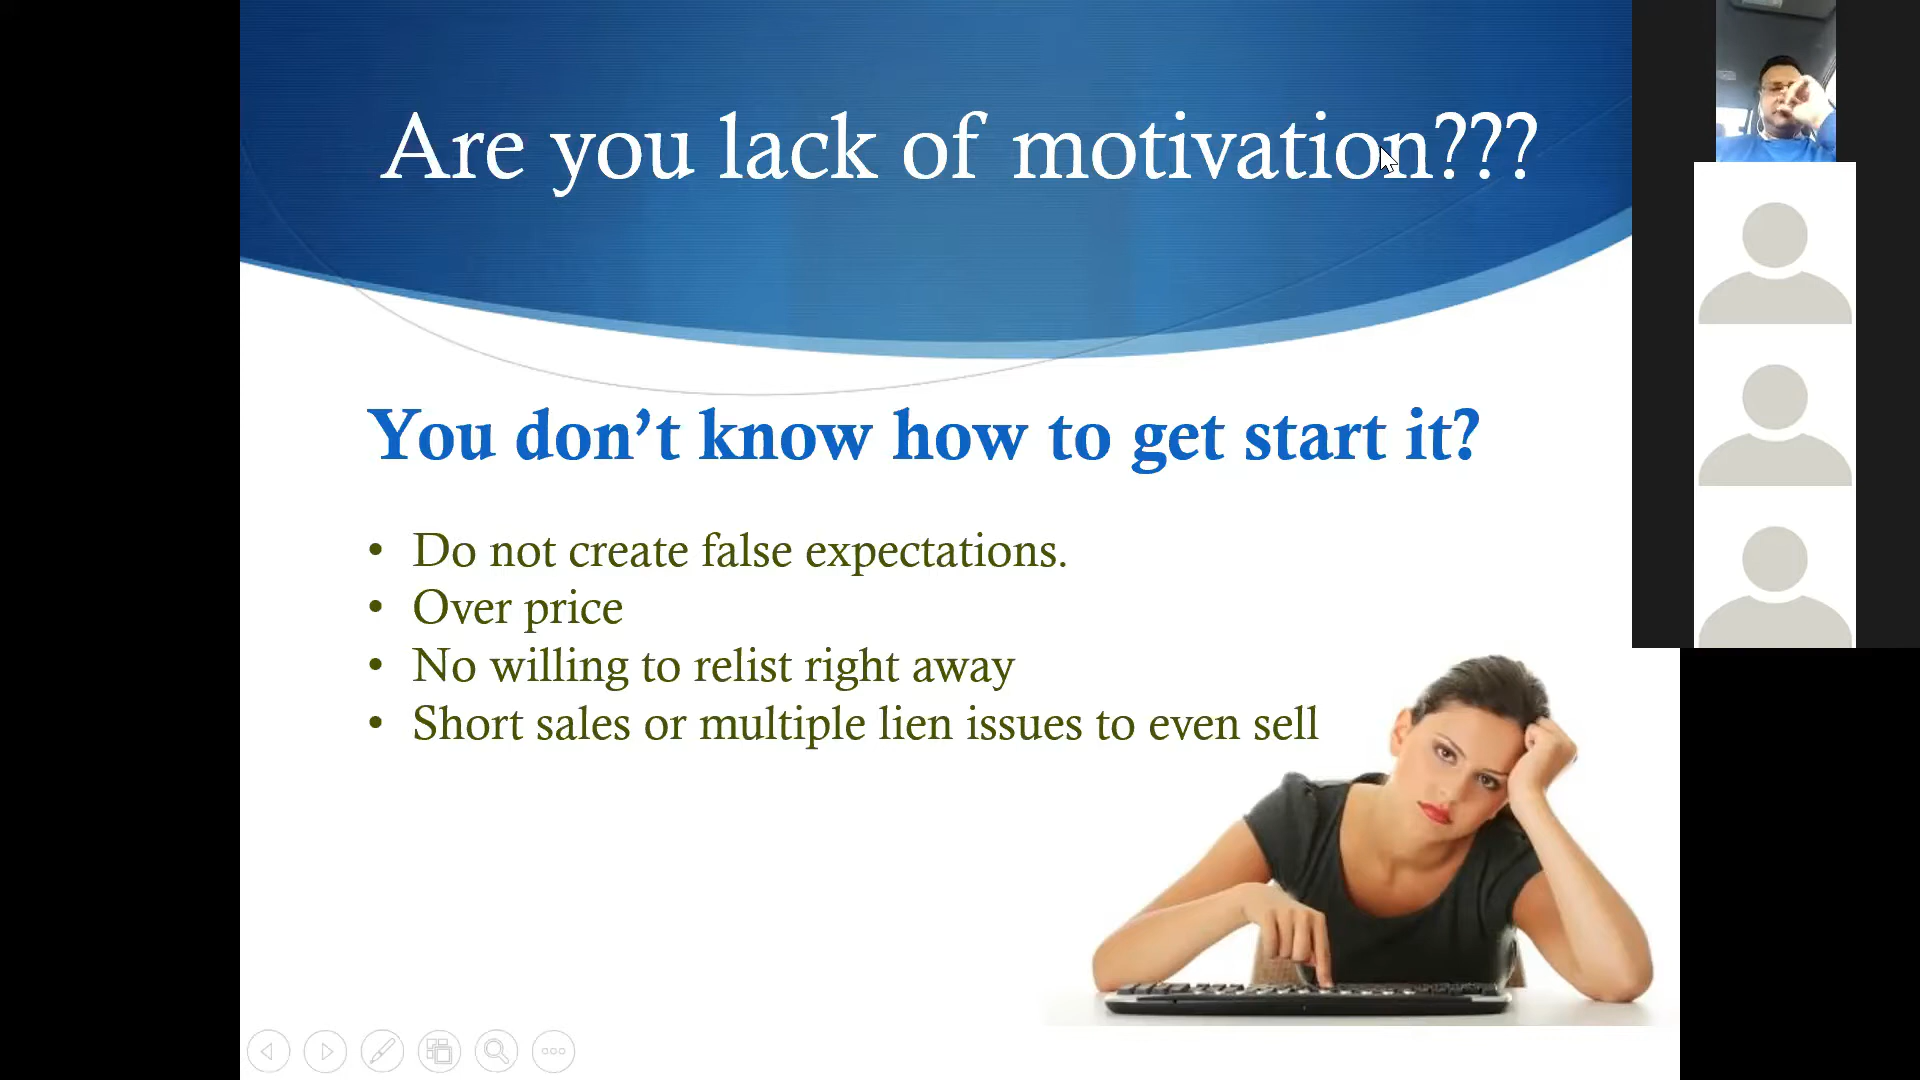 Are you lack of motivation???
You don’t know how to get start it?
• Do not create false expectations.
• Over price
• No willing to relist right away
• Short sales or multiple lien issues to even sell